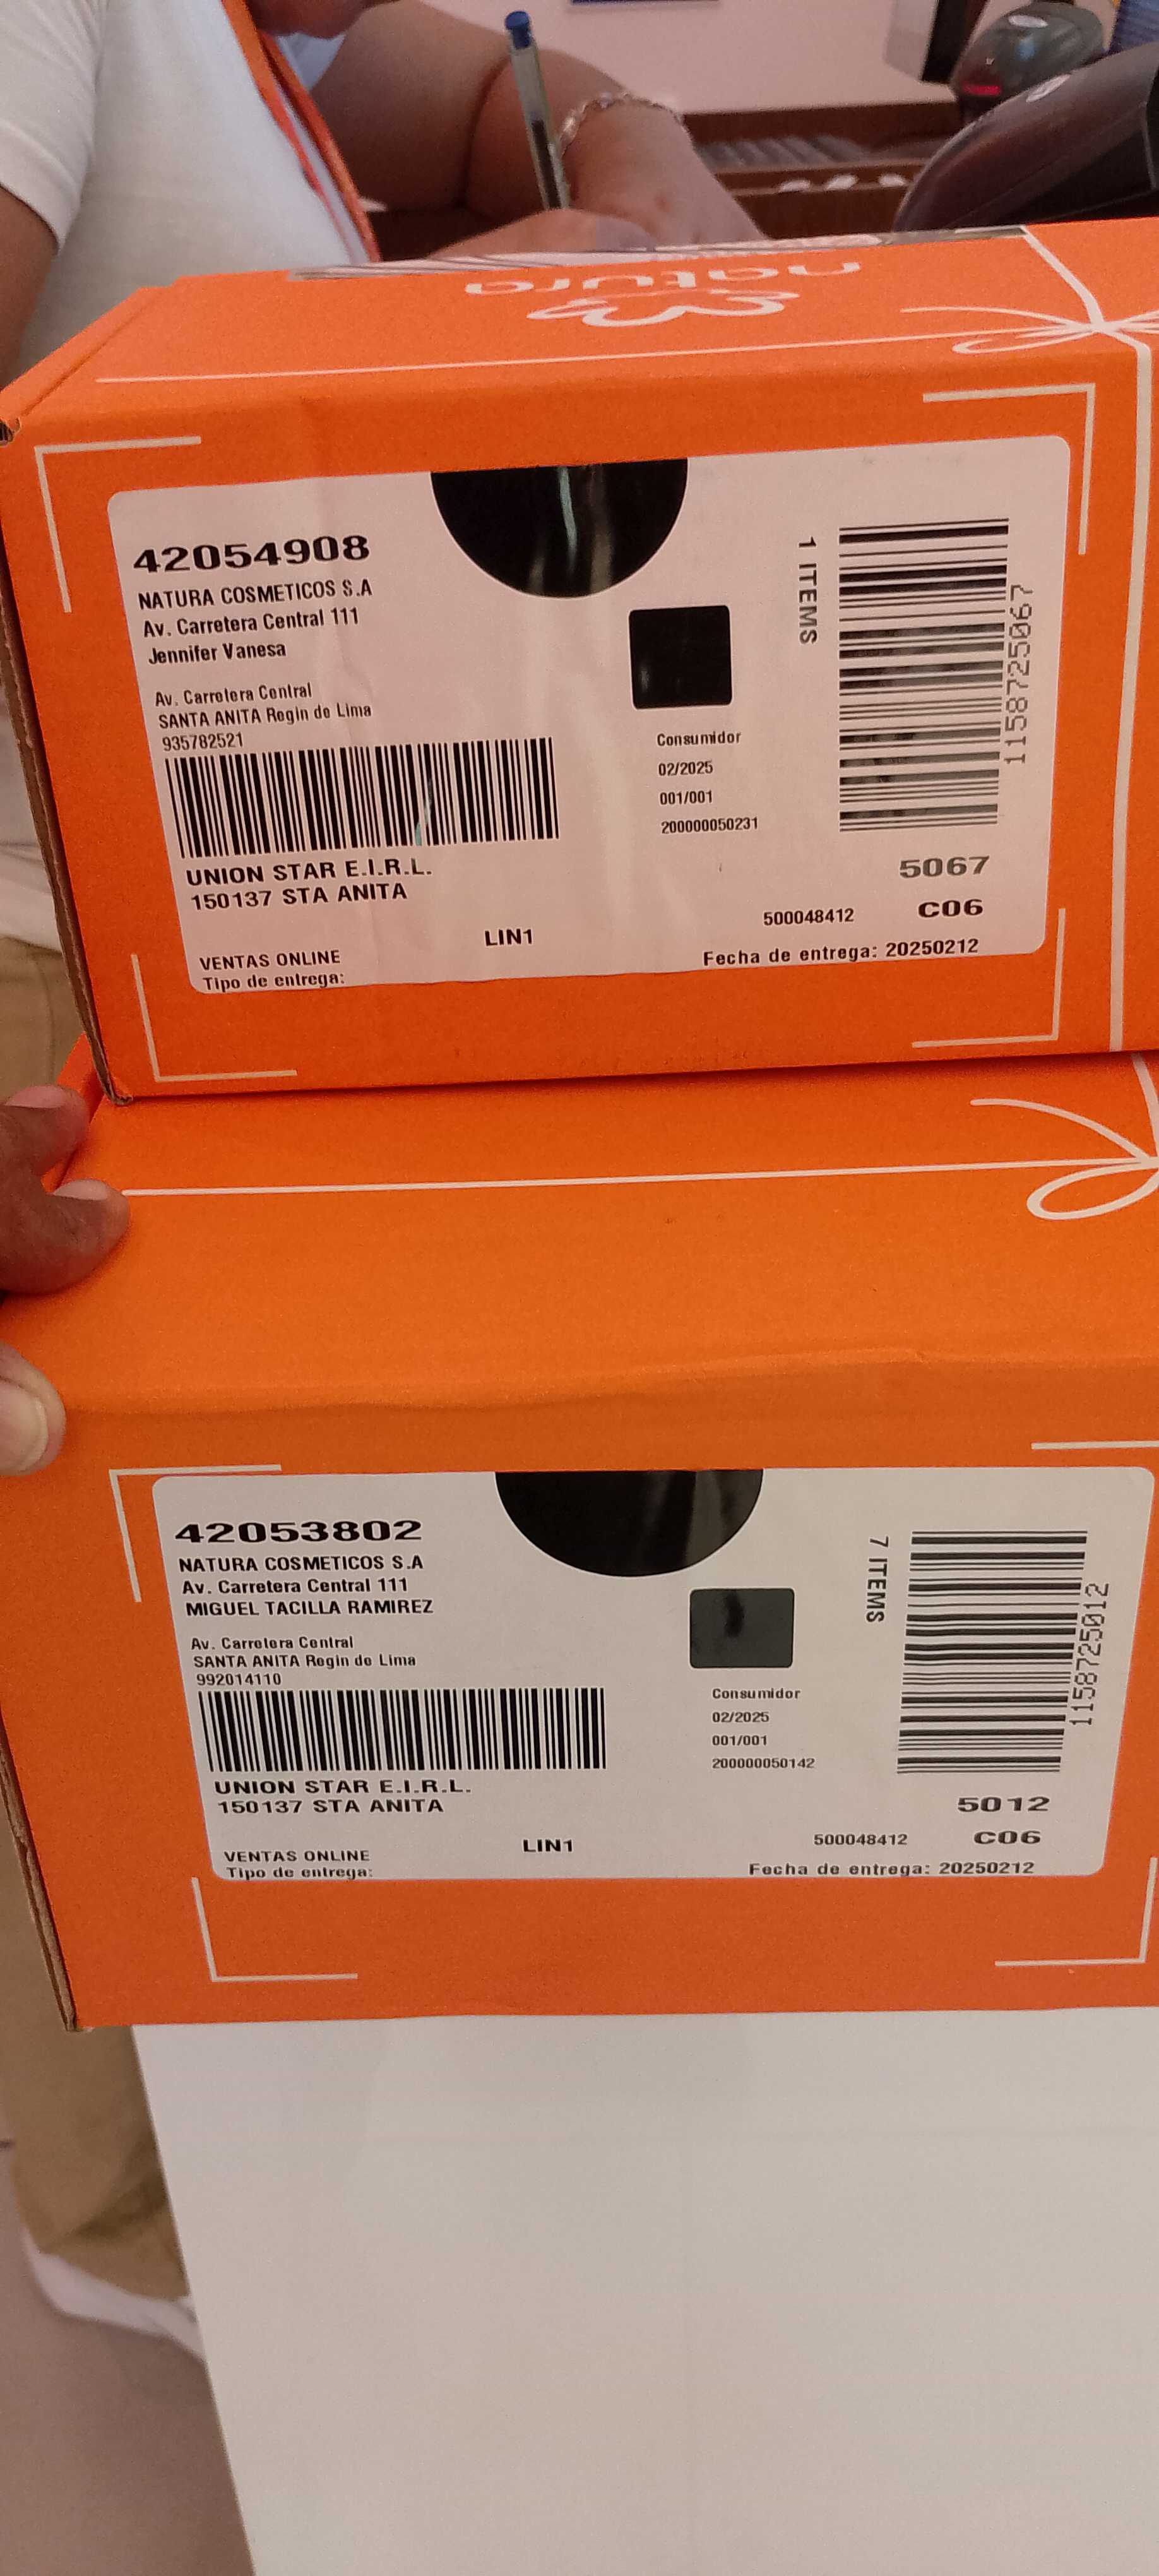 natura
42054908
NATURA COSMETICOS S.A
Av. Carretera Central 111
Jennifer Vanesa
Av. Carretera Central
SANTA ANITA Regin de Lima
935782521
UNION STAR E.I.R.L.
150137 STA ANITA
LIN1
VENTAS ONLINE
Tipo de entrega:
1 ITEMS
1158725067
Consumidor
02/2025
001/001
200000050231
5067
500048412 C06
Fecha de entrega: 20250212
42053802
NATURA COSMETICOS S.A
Av. Carretera Central 111
MIGUEL TACILLA RAMIREZ
Av. Carretera Central
SANTA ANITA Regin de Lima
992014110
UNION STAR E.I.R.L.
150137 STA ANITA
LIN1
VENTAS ONLINE
Tipo de entrega:
7 ITEMS
1158725012
Consumidor
02/2025
001/001
200000050142
5012
500048412 C06
Fecha de entrega: 20250212